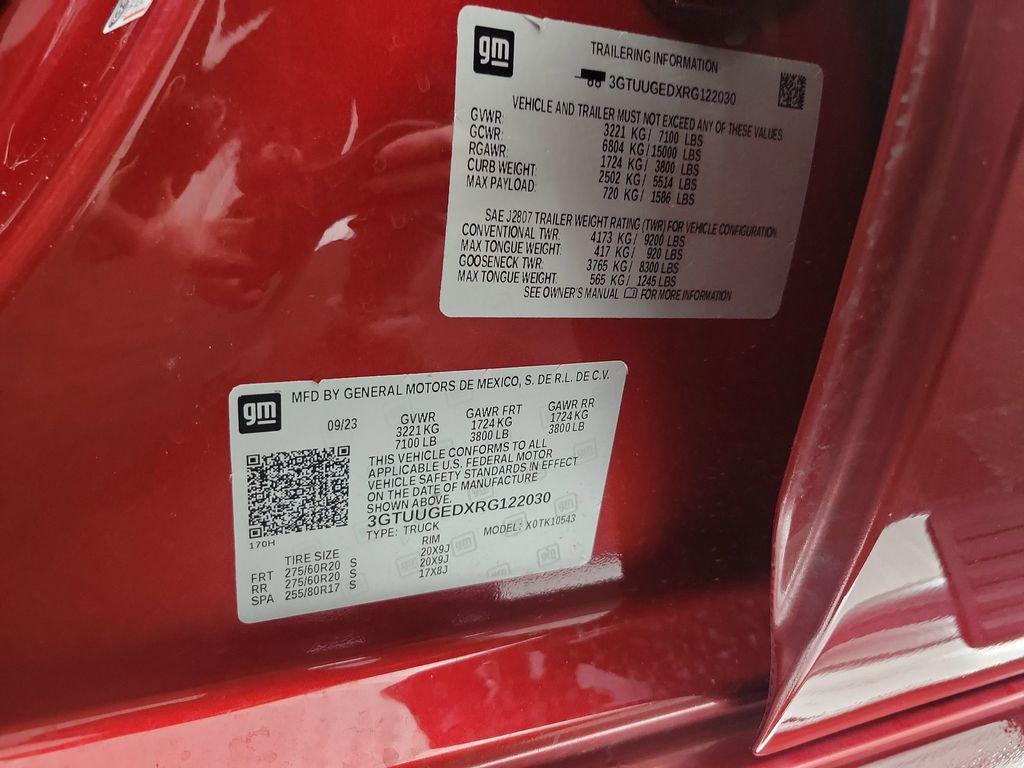 gm
TRAILERING INFORMATION
3GTUUGEDXRG122030
VEHICLE AND TRAILER MUST NOT EXCEED ANY OF THESE VALUES
GVWR: 3221 KG / 7100 LBS
GCWR: 6804 KG / 15000 LBS
RGAWR: 1724 KG / 3800 LBS
CURB WEIGHT: 2502 KG / 5514 LBS
MAX PAYLOAD: 720 KG / 1586 LBS
SAE J2807 TRAILER WEIGHT RATING (TWR) FOR VEHICLE CONFIGURATION
CONVENTIONAL TWR: 4173 KG / 9200 LBS
MAX TONGUE WEIGHT: 417 KG / 920 LBS
GOOSENECK TWR: 3765 KG / 8300 LBS
MAX TONGUE WEIGHT: 565 KG / 1245 LBS
SEE OWNER'S MANUAL FOR MORE INFORMATION
gm
MFD BY GENERAL MOTORS DE MEXICO, S. DE R.L. DE C.V.
09/23 GVWR GAWR FRT GAWR RR
3221 KG 1724 KG 1724 KG
7100 LB 3800 LB 3800 LB
THIS VEHICLE CONFORMS TO ALL
APPLICABLE U.S. FEDERAL MOTOR
VEHICLE SAFETY STANDARDS IN EFFECT
ON THE DATE OF MANUFACTURE
SHOWN ABOVE.
3GTUUGEDXRG122030
TYPE: TRUCK MODEL: X0TK10543
170H
TIRE SIZE RIM
FRT 275/60R20 S 20X9J
RR 275/60R20 S 20X9J
SPA 255/80R17 S 17X8J